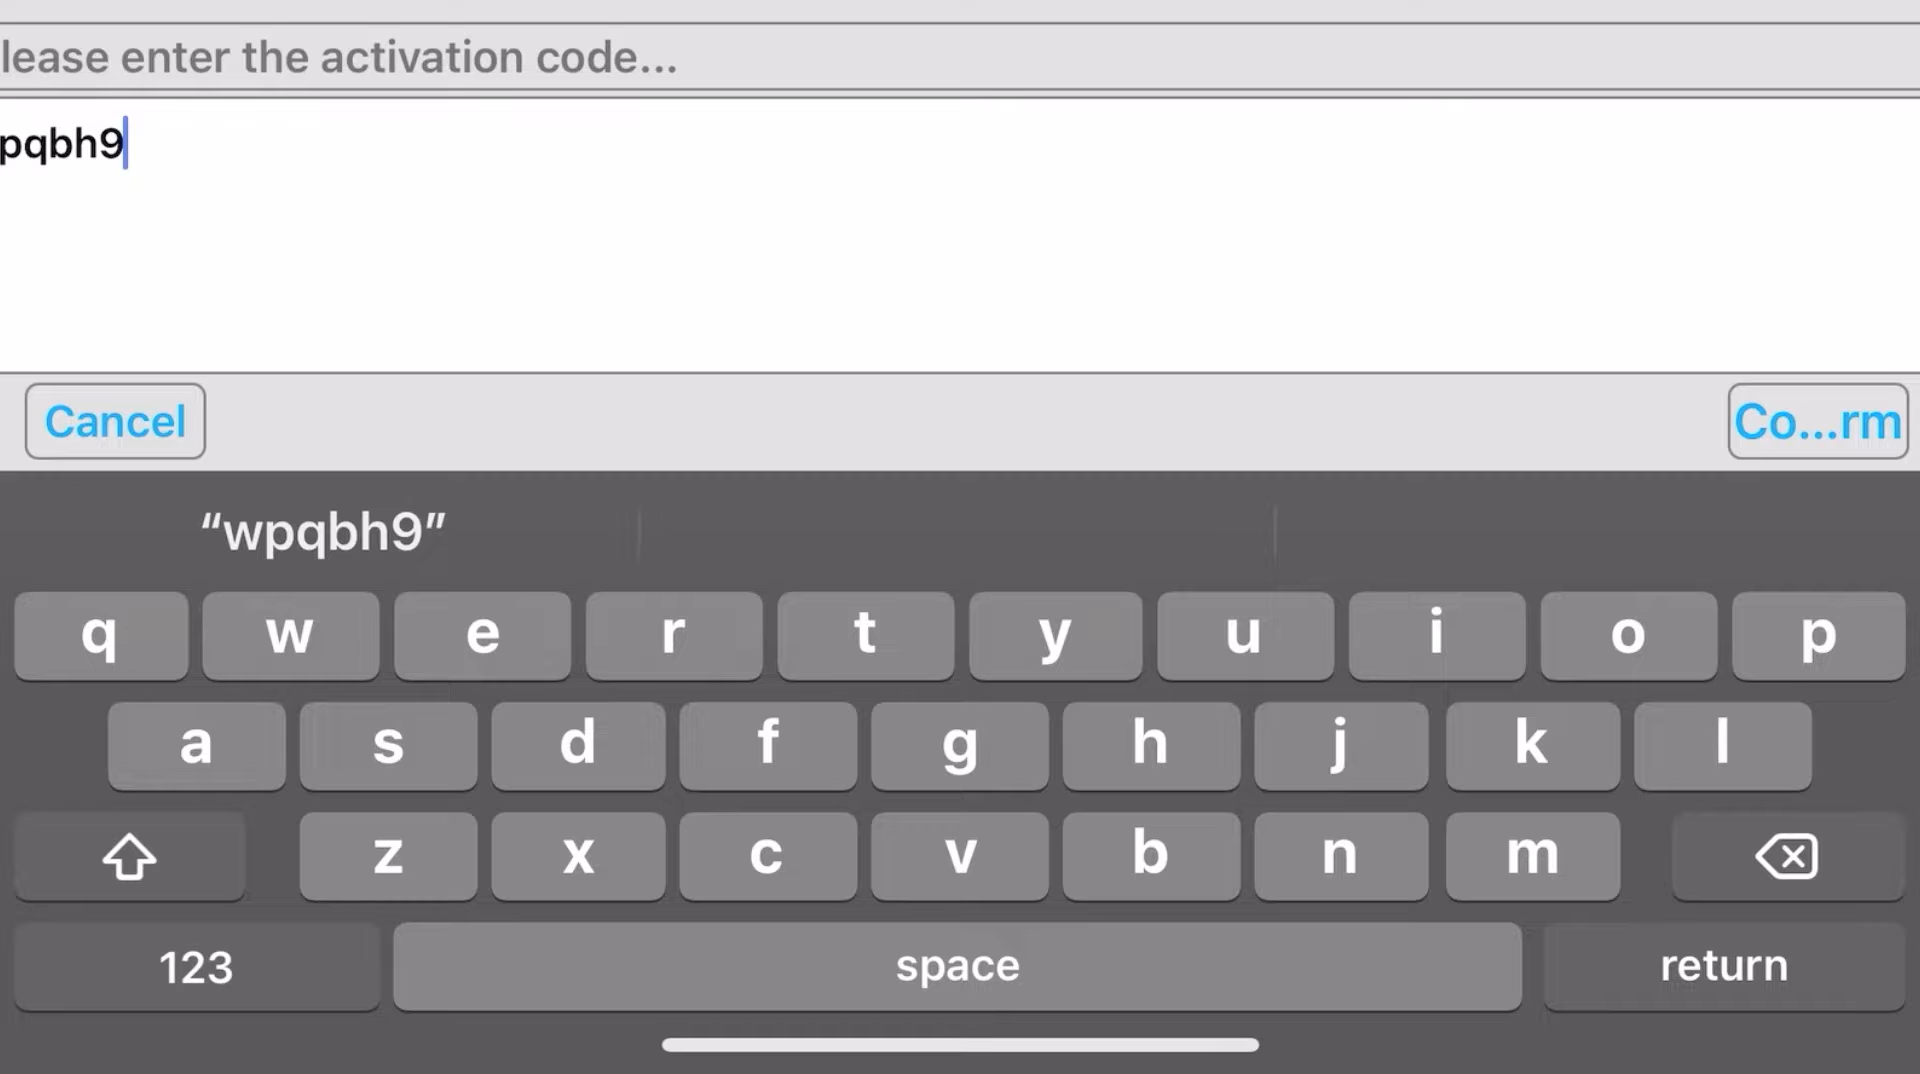 lease enter the activation code...
pqbh9
Cancel
Co...rm
“wpqbh9”
q w e r t y u i o p
a s d f g h j k l
z x c v b n m
123 space return